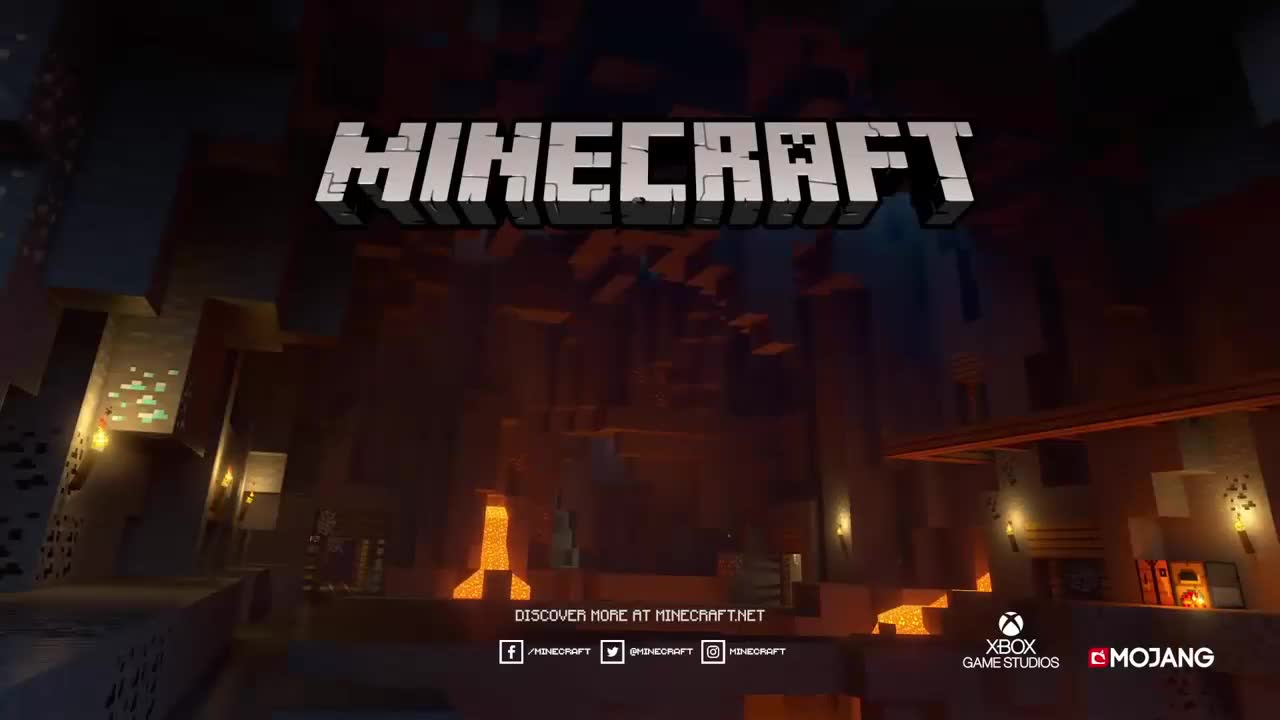 MINECRAFT
DISCOVER MORE AT MINECRAFT.NET
/MINECRAFT @MINECRAFT MINECRAFT
XBOX
GAME STUDIOS
MOJANG